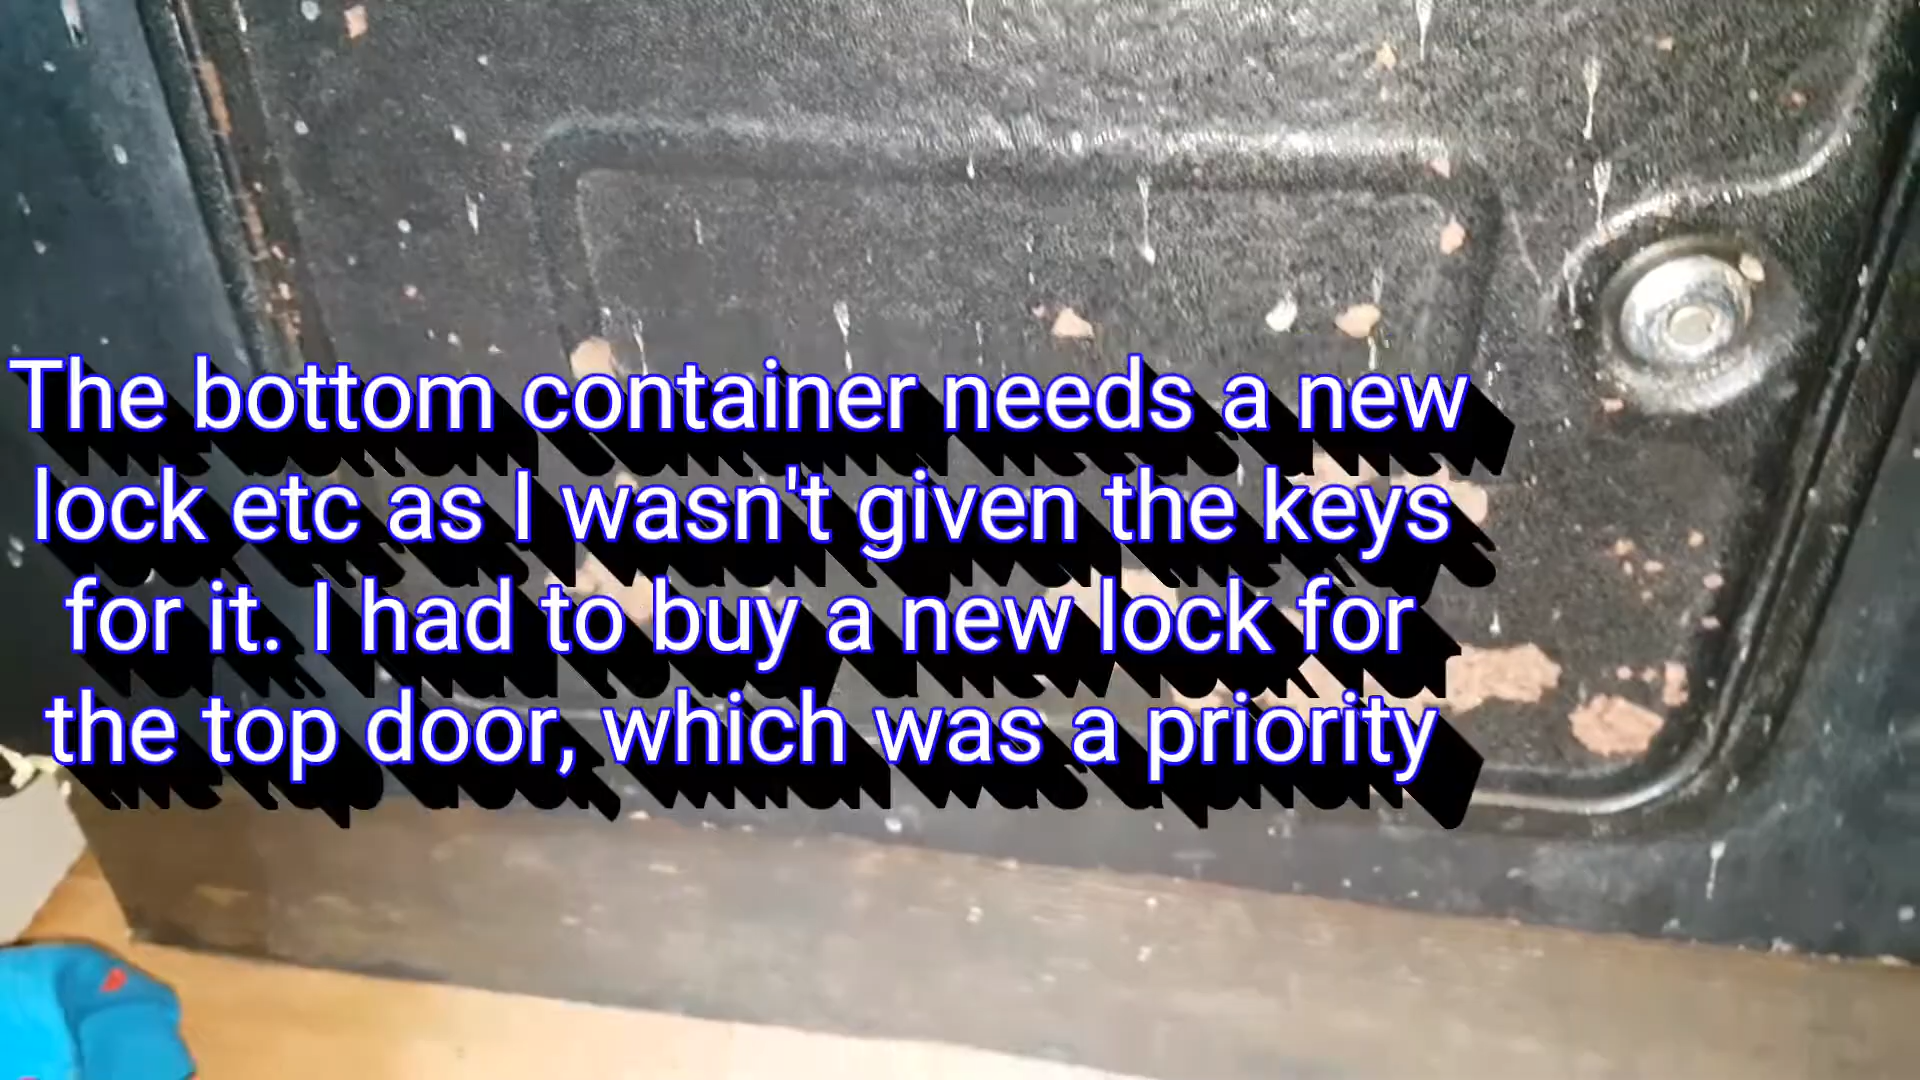 The bottom container needs a new
lock etc as I wasn't given the keys
for it. I had to buy a new lock for
the top door, which was a priority